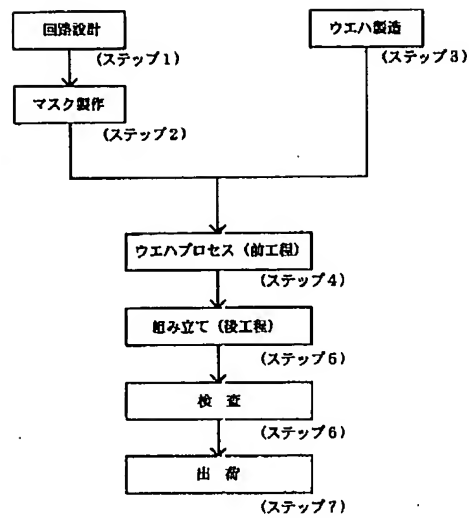 回路設計
(ステップ1)
ウエハ製造
(ステップ3)
マスク製作
(ステップ2)
ウエハプロセス(前工程)
(ステップ4)
組み立て(後工程)
(ステップ5)
検 査
(ステップ6)
出 荷
(ステップ7)